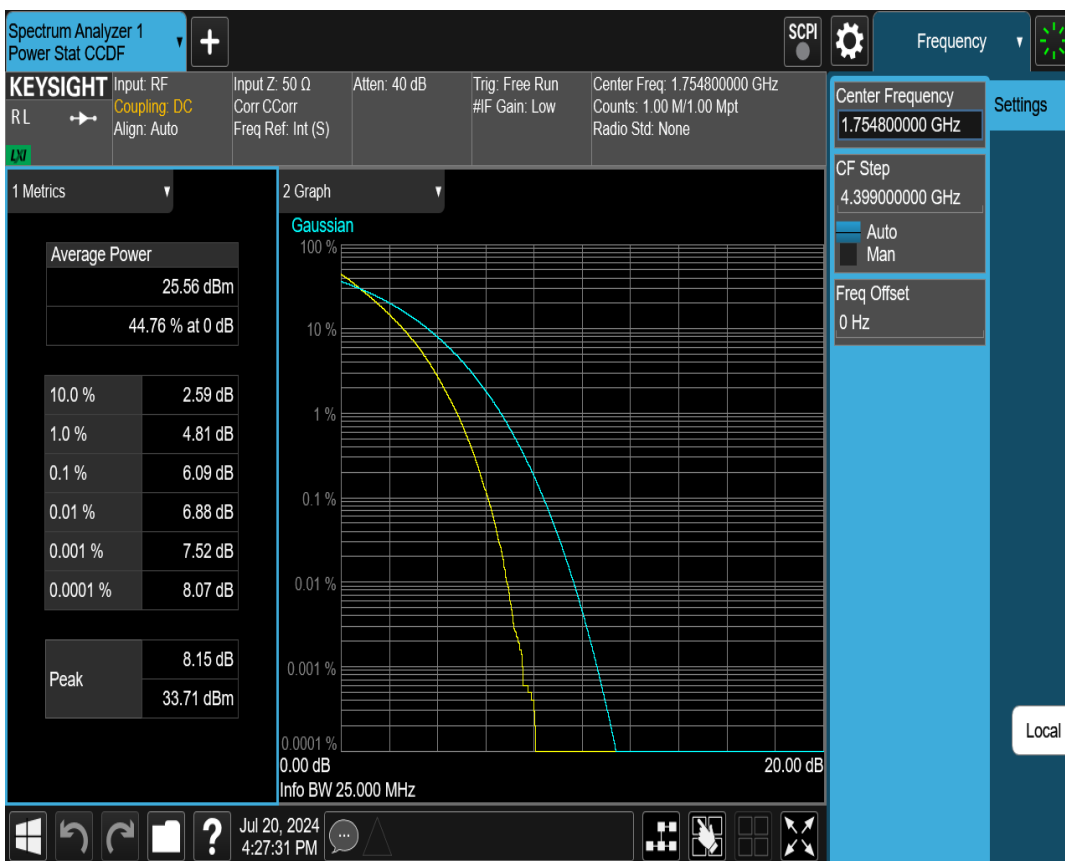 Spectrum Analyzer 1
Power Stat CCDF
+
SCPI
Frequency
KEYSIGHT
RL
LXI
Input: RF
Coupling: DC
Align: Auto
Input Z: 50 Ω
Corr CCorr
Freq Ref: Int (S)
Atten: 40 dB
Trig: Free Run
#IF Gain: Low
Center Freq: 1.754800000 GHz
Counts: 1.00 M/1.00 Mpt
Radio Std: None
Center Frequency
1.754800000 GHz
Settings
CF Step
4.399000000 GHz
Auto
Man
Freq Offset
0 Hz
Local
1 Metrics
Average Power
25.56 dBm
44.76 % at 0 dB
10.0 % 2.59 dB
1.0 % 4.81 dB
0.1 % 6.09 dB
0.01 % 6.88 dB
0.001 % 7.52 dB
0.0001 % 8.07 dB
Peak
8.15 dB
33.71 dBm
2 Graph
Gaussian
100 %
10 %
1 %
0.1 %
0.01 %
0.001 %
0.0001 %
0.00 dB 20.00 dB
Info BW 25.000 MHz
?
Jul 20, 2024
4:27:31 PM